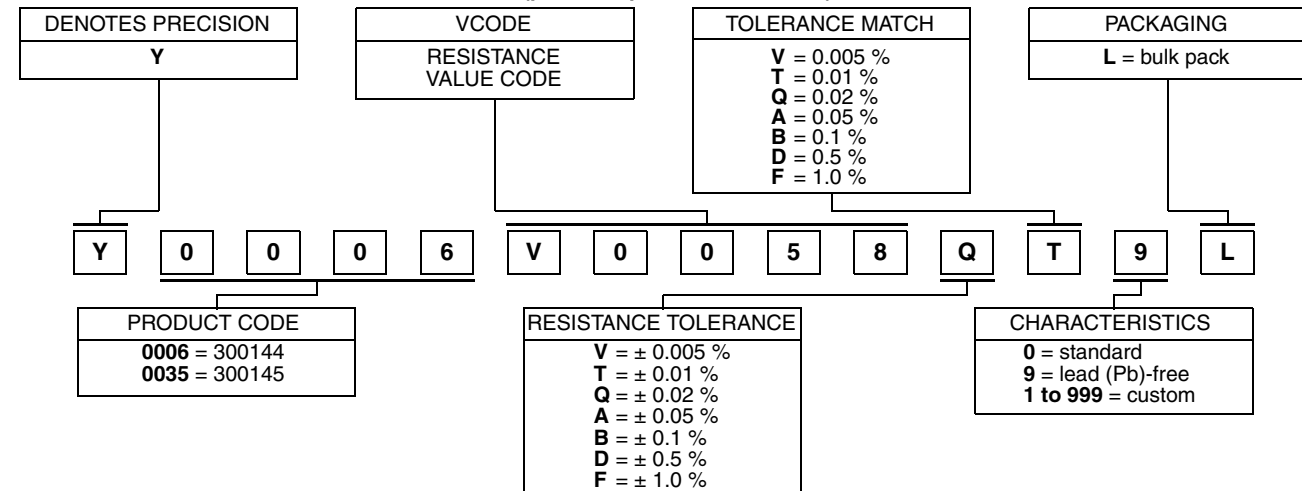 DENOTES PRECISION
Y
VCODE
RESISTANCE
VALUE CODE
TOLERANCE MATCH
V = 0.005 %
T = 0.01 %
Q = 0.02 %
A = 0.05 %
B = 0.1 %
D = 0.5 %
F = 1.0 %
PACKAGING
L = bulk pack
Y 0 0 0 6 V 0 0 5 8 Q T 9 L
PRODUCT CODE
0006 = 300144
0035 = 300145
RESISTANCE TOLERANCE
V = ± 0.005 %
T = ± 0.01 %
Q = ± 0.02 %
A = ± 0.05 %
B = ± 0.1 %
D = ± 0.5 %
F = ± 1.0 %
CHARACTERISTICS
0 = standard
9 = lead (Pb)-free
1 to 999 = custom